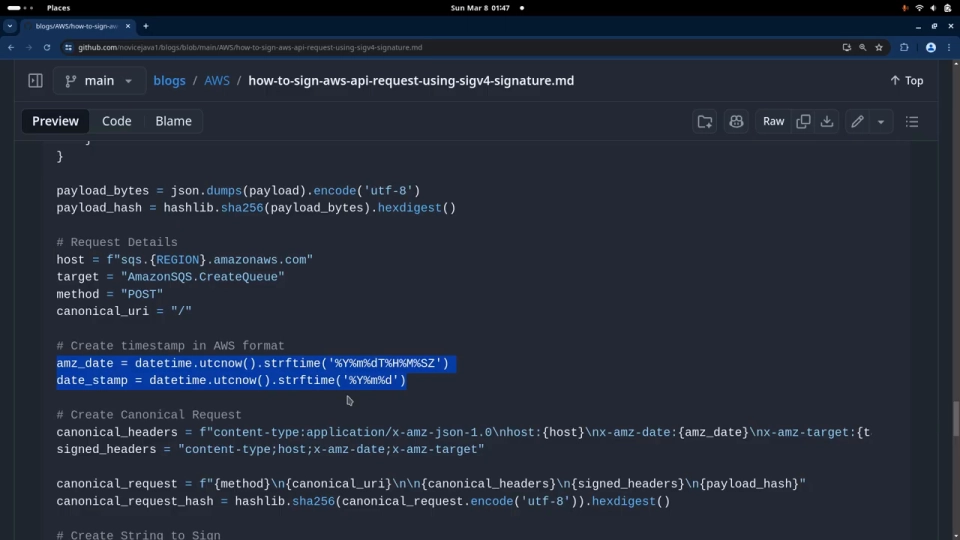 Places
Sun Mar 8 01:47
blogs/AWS/how-to-sign-aw
github.com/novicejava1/blogs/blob/main/AWS/how-to-sign-aws-api-request-using-sigv4-signature.md
main
blogs / AWS / how-to-sign-aws-api-request-using-sigv4-signature.md
Top
Preview Code Blame
Raw
}
payload_bytes = json.dumps(payload).encode('utf-8')
payload_hash = hashlib.sha256(payload_bytes).hexdigest()
# Request Details
host = f"sqs.{REGION}.amazonaws.com"
target = "AmazonSQS.CreateQueue"
method = "POST"
canonical_uri = "/"
# Create timestamp in AWS format
amz_date = datetime.utcnow().strftime('%Y%m%dT%H%M%SZ')
date_stamp = datetime.utcnow().strftime('%Y%m%d')
# Create Canonical Request
canonical_headers = f"content-type:application/x-amz-json-1.0\nhost:{host}\nx-amz-date:{amz_date}\nx-amz-target:{t
signed_headers = "content-type;host;x-amz-date;x-amz-target"
canonical_request = f"{method}\n{canonical_uri}\n\n{canonical_headers}\n{signed_headers}\n{payload_hash}"
canonical_request_hash = hashlib.sha256(canonical_request.encode('utf-8')).hexdigest()
# Create String to Sign